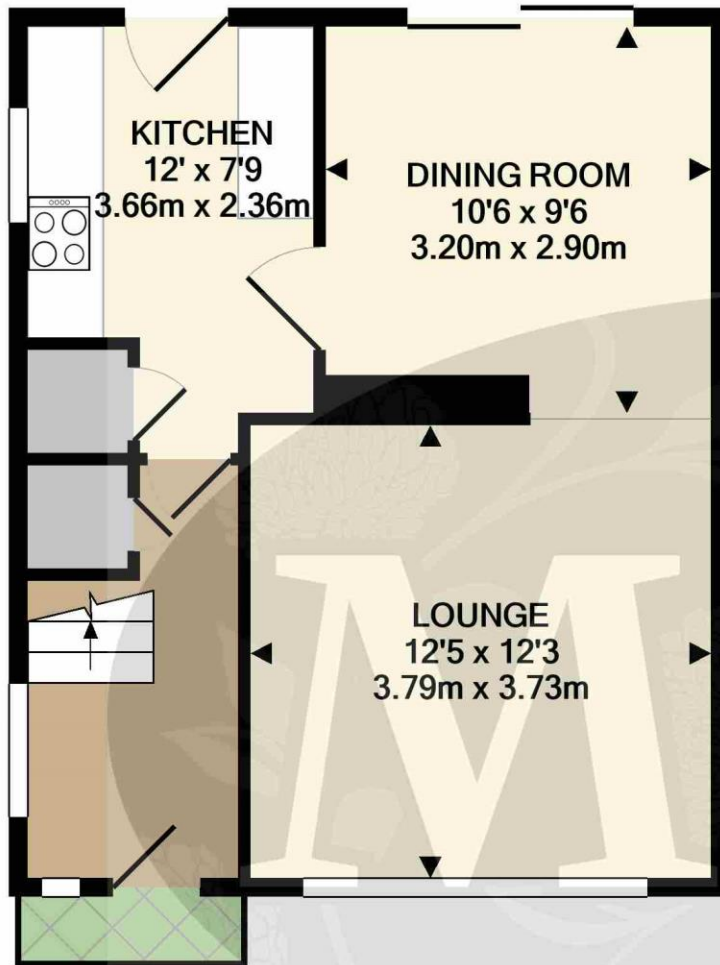 KITCHEN
12' x 7'9
3.66m x 2.36m
DINING ROOM
10'6 x 9'6
3.20m x 2.90m
LOUNGE
12'5 x 12'3
3.79m x 3.73m
M